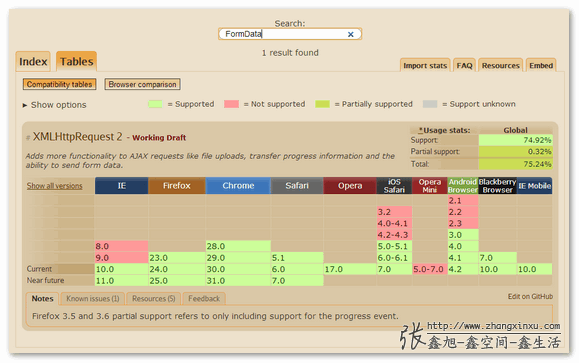 Search:
FormData
1 result found
Index Tables Import stats FAQ Resources Embed
Compatibility tables Browser comparison
Show options = Supported = Not supported = Partially supported = Support unknown
# XMLHttpRequest 2 - Working Draft
*Usage stats: Global
Support: 74.92%
Partial support: 0.32%
Total: 75.24%
Adds more functionality to AJAX requests like file uploads, transfer progress information and the
ability to send form data.
Show all versions IE Firefox Chrome Safari Opera iOS Safari Opera Mini Android Browser Blackberry Browser IE Mobile
2.1
3.2 2.2
4.0-4.1 2.3
4.2-4.3 3.0
8.0 28.0 5.0-5.1 4.0
9.0 23.0 29.0 5.1 6.0-6.1 4.1 7.0
Current 10.0 24.0 30.0 6.0 17.0 7.0 5.0-7.0 4.2 10.0 10.0
Near future 11.0 25.0 31.0 7.0
Notes Known issues (1) Resources (5) Feedback Edit on GitHub
Firefox 3.5 and 3.6 partial support refers to only including support for the progress event.
http://www.zhangxinxu.com
张鑫旭-鑫空间-鑫生活